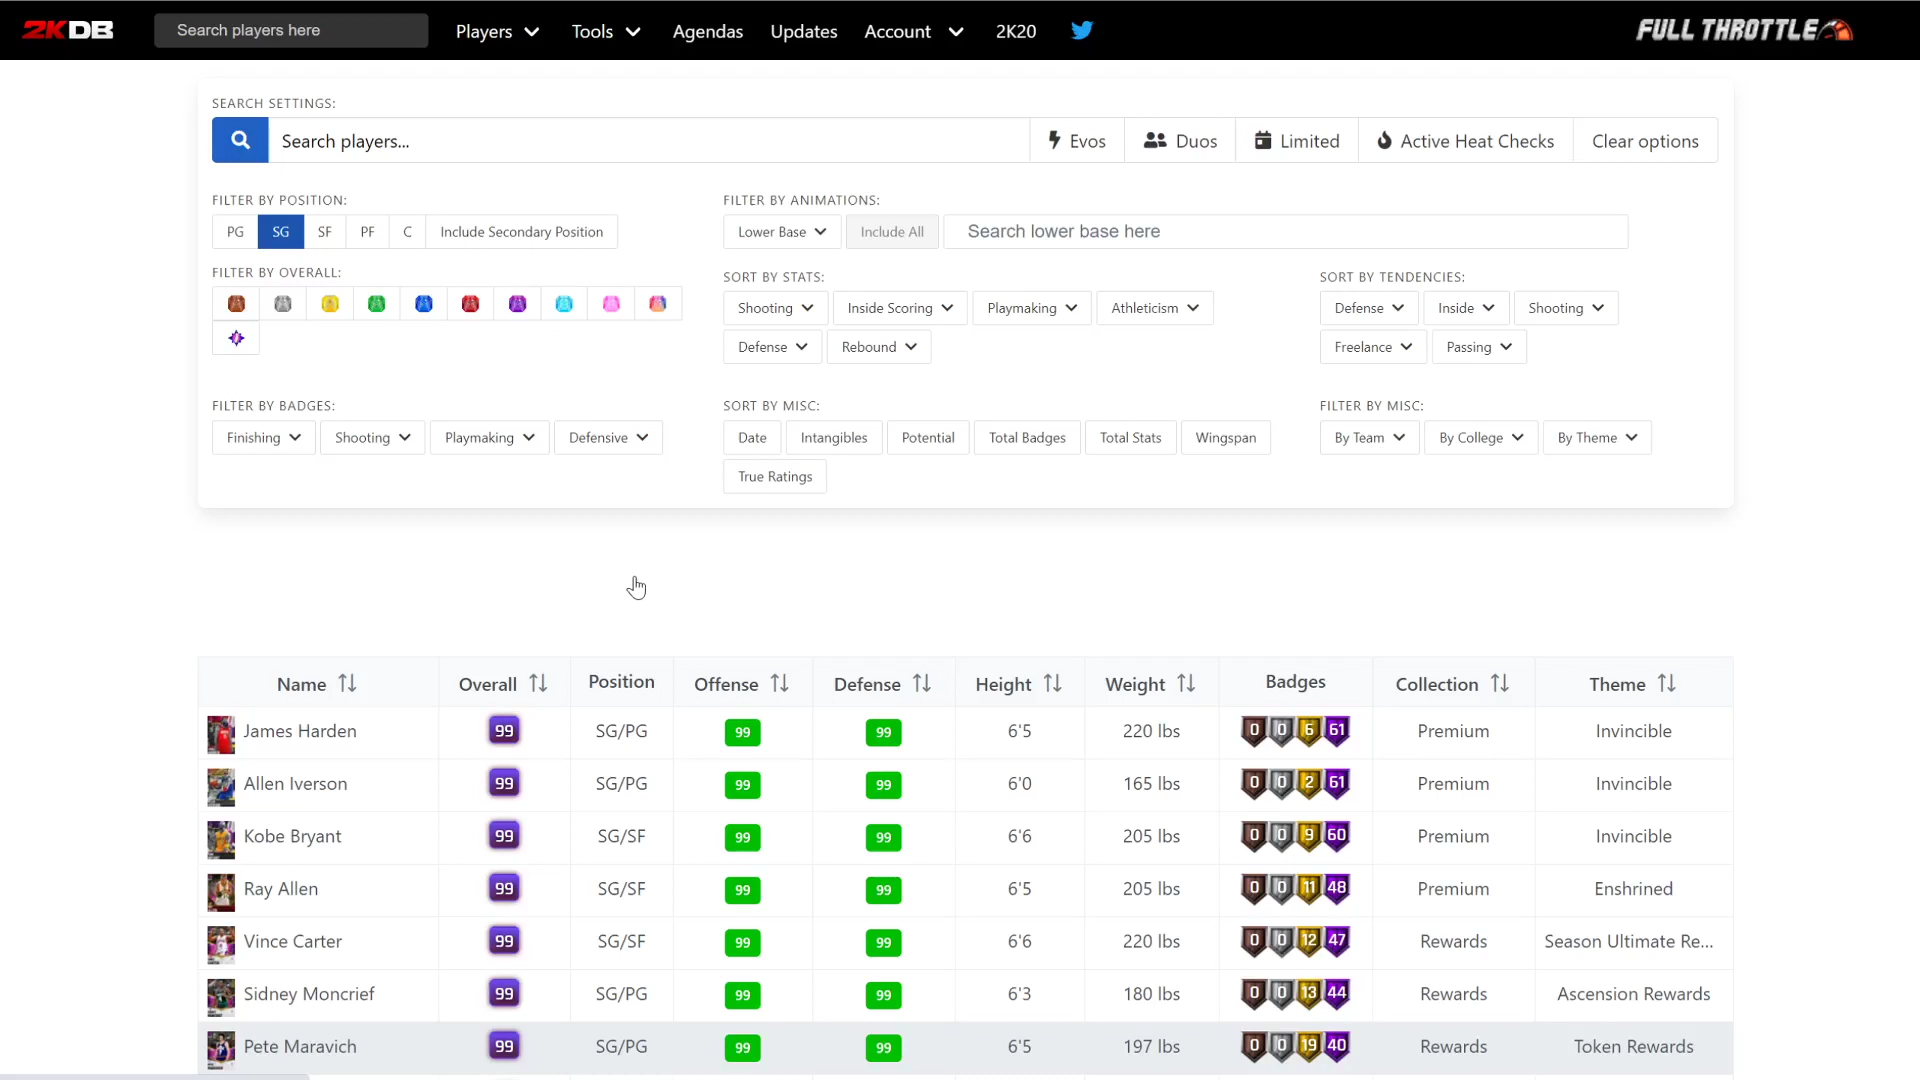 2KDB Search players here Players Tools Agendas Updates Account 2K20 FULL THROTTLE
SEARCH SETTINGS:
Search players... Evos Duos Limited Active Heat Checks Clear options
FILTER BY POSITION:
PG SG SF PF C Include Secondary Position
FILTER BY ANIMATIONS:
Lower Base Include All Search lower base here
FILTER BY OVERALL:
SORT BY STATS:
Shooting Inside Scoring Playmaking Athleticism
Defense Rebound
SORT BY TENDENCIES:
Defense Inside Shooting
Freelance Passing
FILTER BY BADGES:
Finishing Shooting Playmaking Defensive
SORT BY MISC:
Date Intangibles Potential Total Badges Total Stats Wingspan
True Ratings
FILTER BY MISC:
By Team By College By Theme
Name Overall Position Offense Defense Height Weight Badges Collection Theme
James Harden 99 SG/PG 99 99 6'5 220 lbs 0 0 6 61 Premium Invincible
Allen Iverson 99 SG/PG 99 99 6'0 165 lbs 0 0 2 61 Premium Invincible
Kobe Bryant 99 SG/SF 99 99 6'6 205 lbs 0 0 9 60 Premium Invincible
Ray Allen 99 SG/SF 99 99 6'5 205 lbs 0 0 11 48 Premium Enshrined
Vince Carter 99 SG/SF 99 99 6'6 220 lbs 0 0 12 47 Rewards Season Ultimate Re...
Sidney Moncrief 99 SG/PG 99 99 6'3 180 lbs 0 0 13 44 Rewards Ascension Rewards
Pete Maravich 99 SG/PG 99 99 6'5 197 lbs 0 0 19 40 Rewards Token Rewards